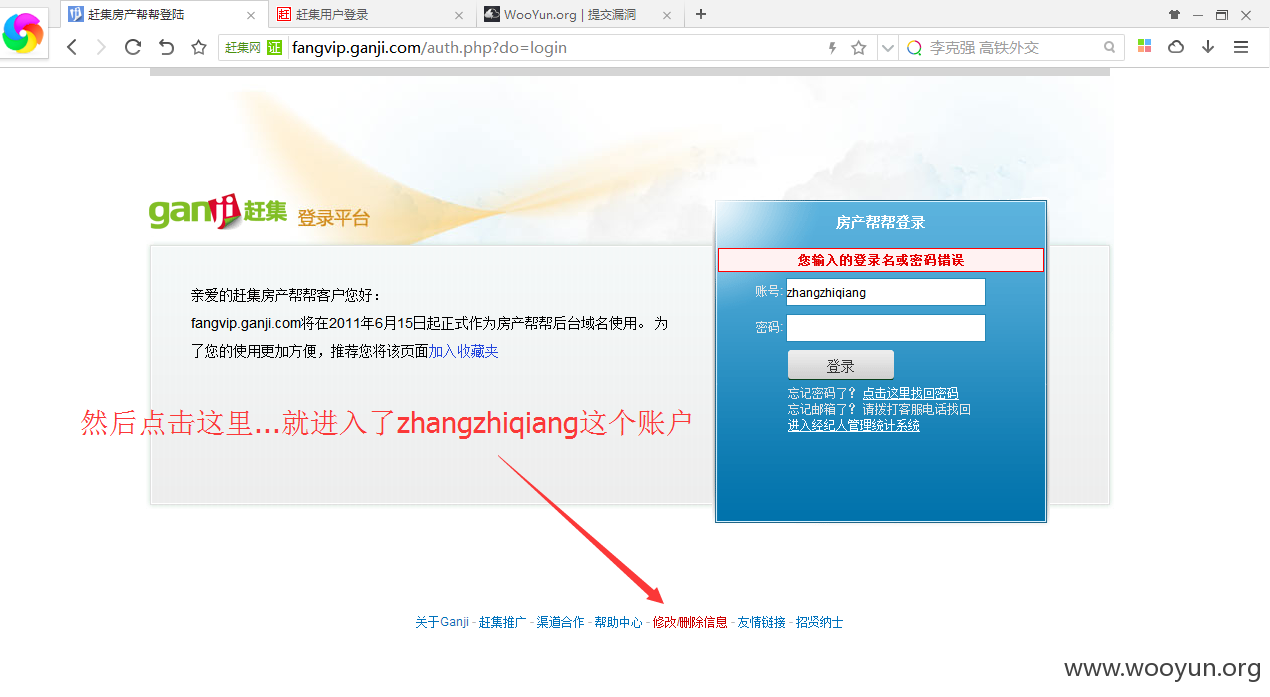 赶集房产帮帮登陆
赶集用户登录
WooYun.org | 提交漏洞
赶集网 证 fangvip.ganji.com/auth.php?do=login
李克强 高铁外交
ganji赶集 登录平台
房产帮帮登录
您输入的登录名或密码错误
账号: zhangzhiqiang
密码:
登录
忘记密码了？ 点击这里找回密码
忘记邮箱了？ 请拨打客服电话找回
进入经纪人管理统计系统
亲爱的赶集房产帮帮客户您好：
fangvip.ganji.com将在2011年6月15日起正式作为房产帮帮后台域名使用。 为
了您的使用更加方便，推荐您将该页面加入收藏夹
然后点击这里...就进入了zhangzhiqiang这个账户
关于Ganji - 赶集推广 - 渠道合作 - 帮助中心 - 修改/删除信息 - 友情链接 - 招贤纳士
www.wooyun.org